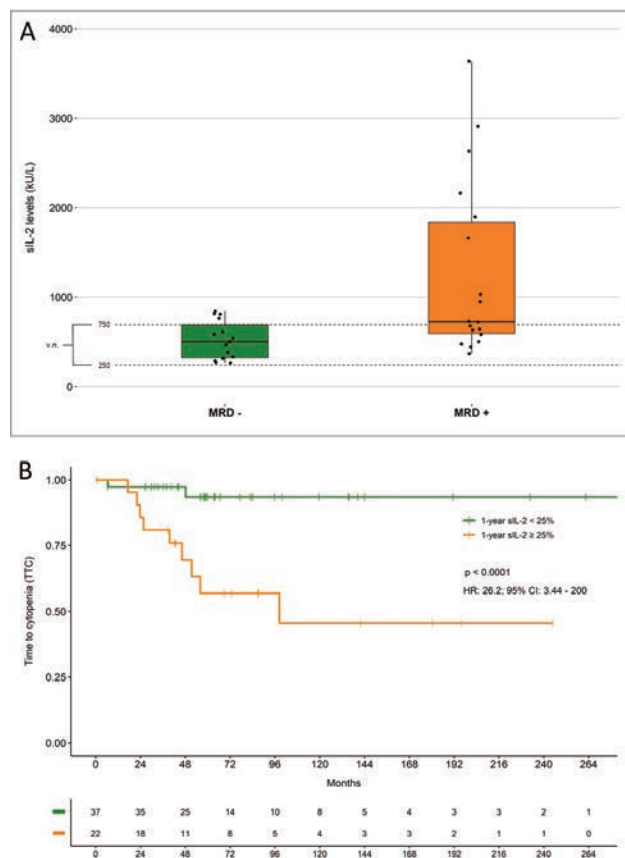 A
4000
3000
2000
1000
0
sIL-2 levels (kU/L)
750
v.n.
250
MRD -
MRD +
B
1.00
0.75
0.50
0.25
0.00
Time to cytopenia (TTC)
1-year sIL-2 < 25%
1-year sIL-2 ≥ 25%
p < 0.0001
HR: 26.2; 95% CI: 3.44 - 200
0 24 48 72 96 120 144 168 192 216 240 264
Months
37 35 25 14 10 8 5 4 3 3 2 1
22 18 11 8 5 4 3 3 2 1 1 0
0 24 48 72 96 120 144 168 192 216 240 264